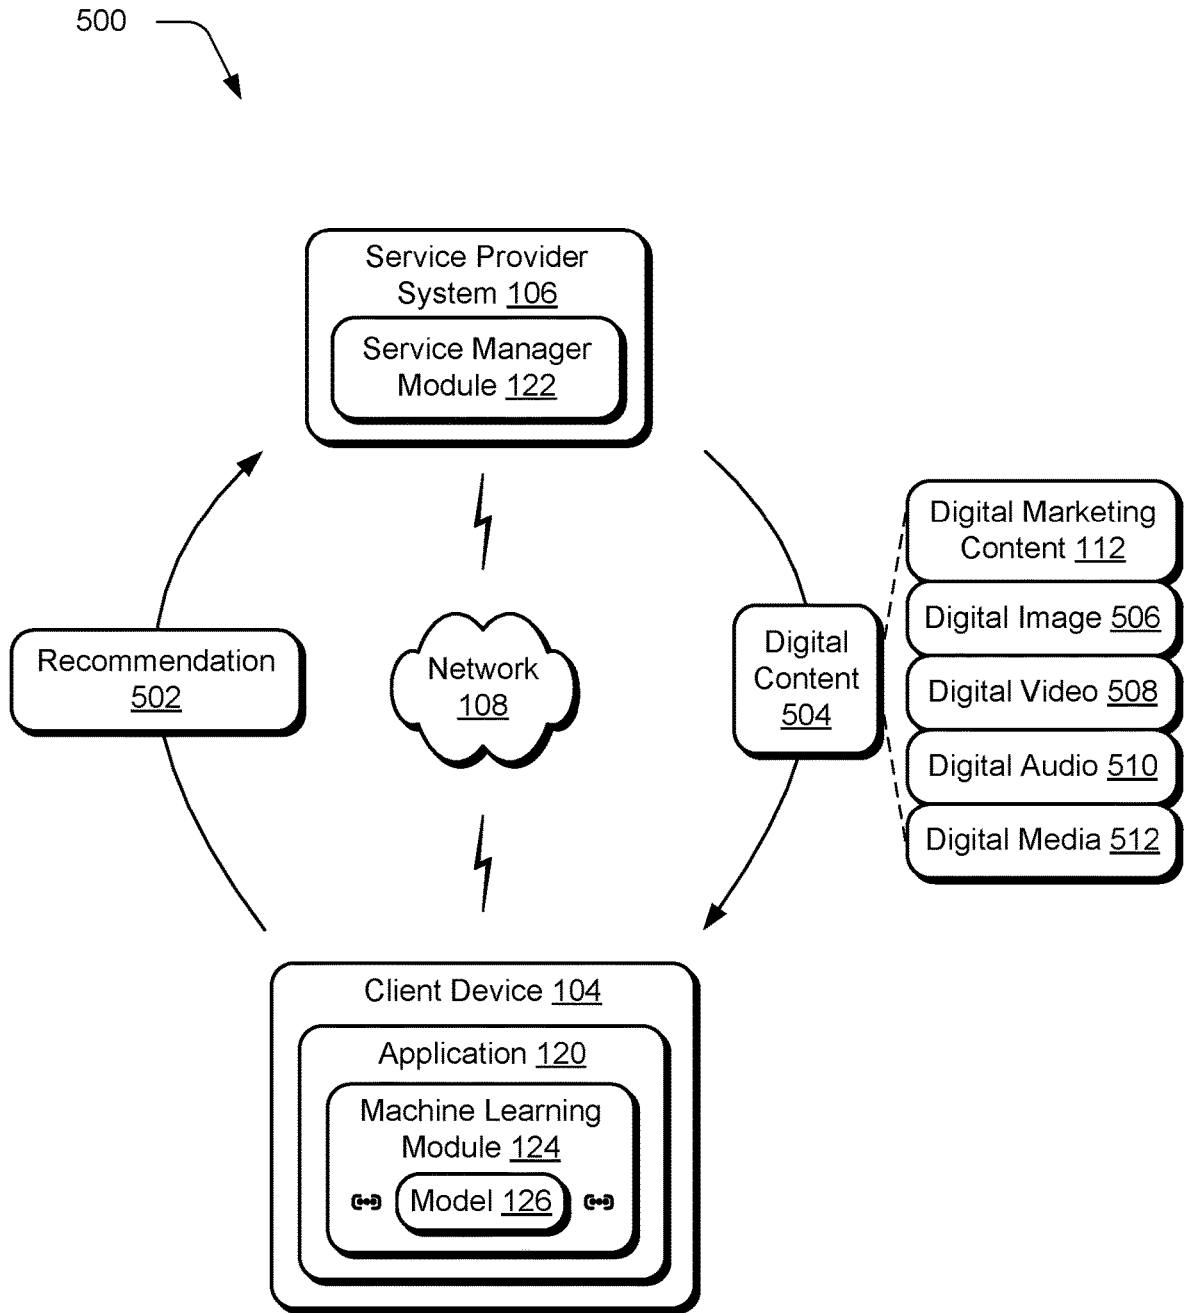 500
Service Provider
System 106
Service Manager
Module 122
Digital Marketing
Content 112
Digital Image 506
Digital Video 508
Digital Audio 510
Digital Media 512
Recommendation
502
Network
108
Digital
Content
504
Client Device 104
Application 120
Machine Learning
Module 124
Model 126